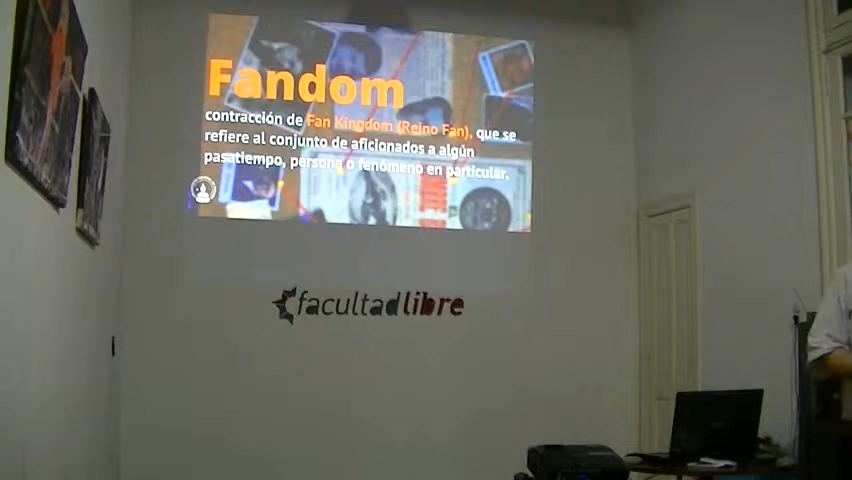 Fandom
contracción de Fan Kingdom (Reino Fan), que se
refiere al conjunto de aficionados a algún
pasatiempo, persona o fenómeno en particular.
facultadlibre